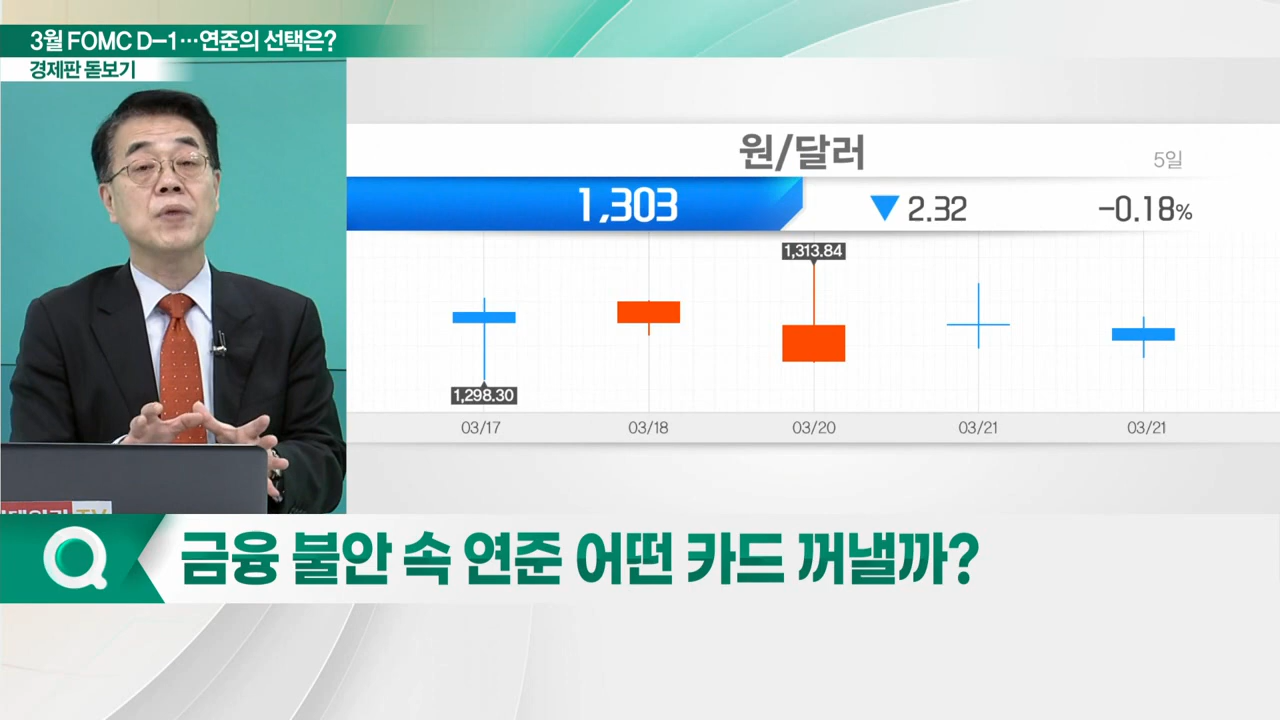 3월 FOMC D-1…연준의 선택은?
경제판 돋보기
원/달러
5일
1,303
▼ 2.32
-0.18%
1,313.84
1,298.30
03/17
03/18
03/20
03/21
03/21
금융 불안 속 연준 어떤 카드 꺼낼까?